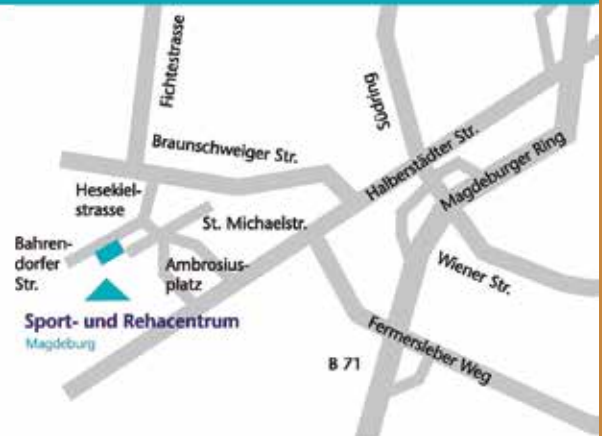 Fichtestrasse
Südring
Braunschweiger Str.
Halberstädter Str.
Magdeburger Ring
Hesekiel-
strasse
St. Michaelstr.
Bahren-
dorfer
Str.
Ambrosius-
platz
Wiener Str.
Sport- und Rehacentrum
Magdeburg
Fermersleber Weg
B 71